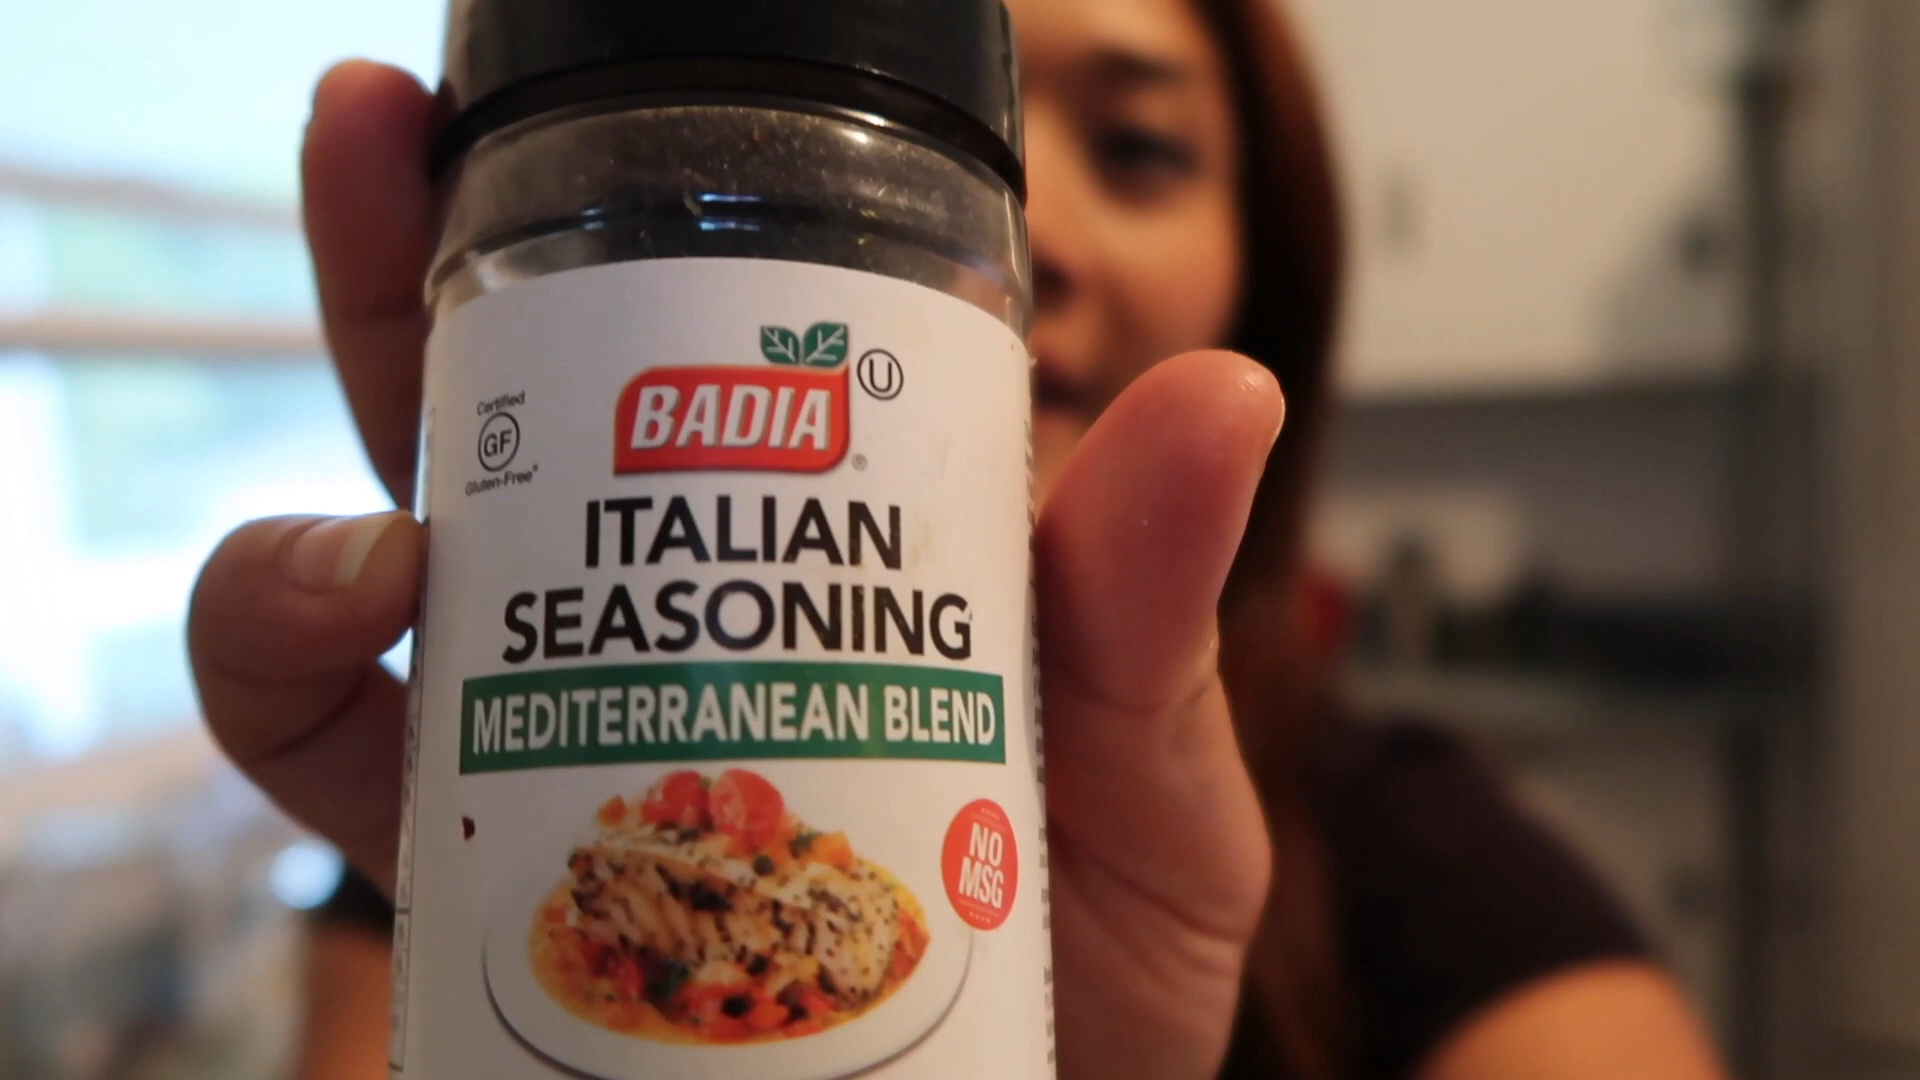 BADIA
®
U
Certified
GF
Gluten-Free®
ITALIAN
SEASONING
MEDITERRANEAN BLEND
NO
MSG